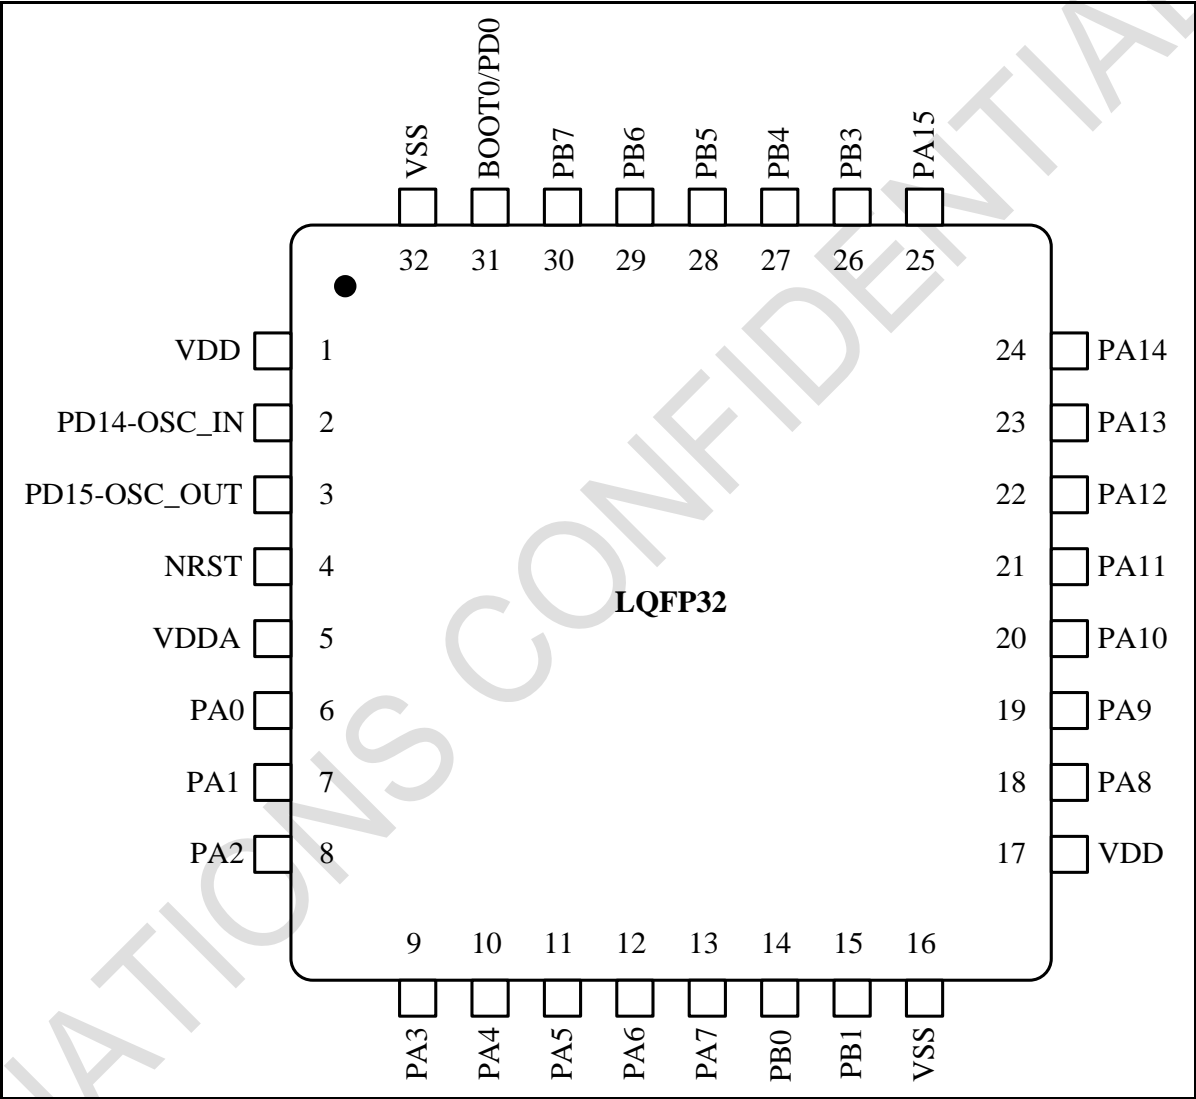 VSS
BOOT0/PD0
PB7
PB6
PB5
PB4
PB3
PA15
32 31 30 29 28 27 26 25
VDD 1 24 PA14
PD14-OSC_IN 2 23 PA13
PD15-OSC_OUT 3 22 PA12
NRST 4 21 PA11
LQFP32
VDDA 5 20 PA10
PA0 6 19 PA9
PA1 7 18 PA8
PA2 8 17 VDD
9 10 11 12 13 14 15 16
PA3
PA4
PA5
PA6
PA7
PB0
PB1
VSS
ATIONS CONFIDENTIAL